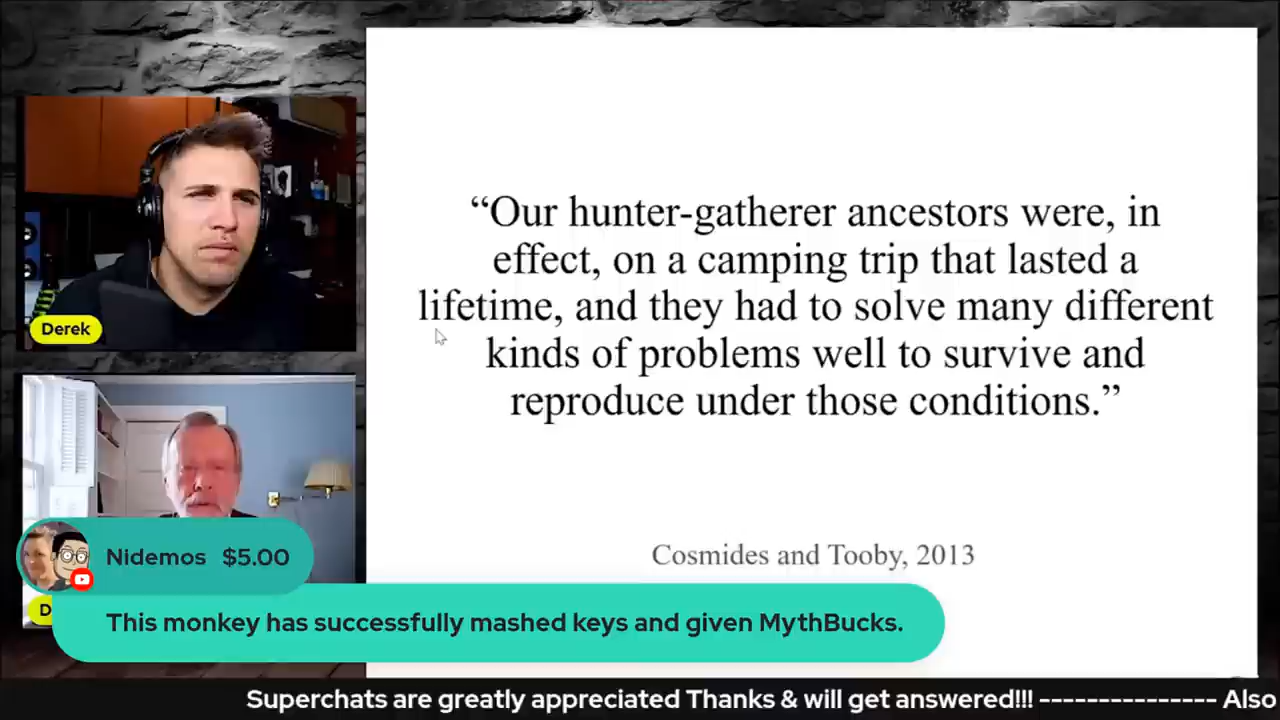 “Our hunter-gatherer ancestors were, in
effect, on a camping trip that lasted a
lifetime, and they had to solve many different
kinds of problems well to survive and
reproduce under those conditions.”
Cosmides and Tooby, 2013
Derek
D
Nidemos $5.00
This monkey has successfully mashed keys and given MythBucks.
Superchats are greatly appreciated Thanks & will get answered!!! --------------- Also